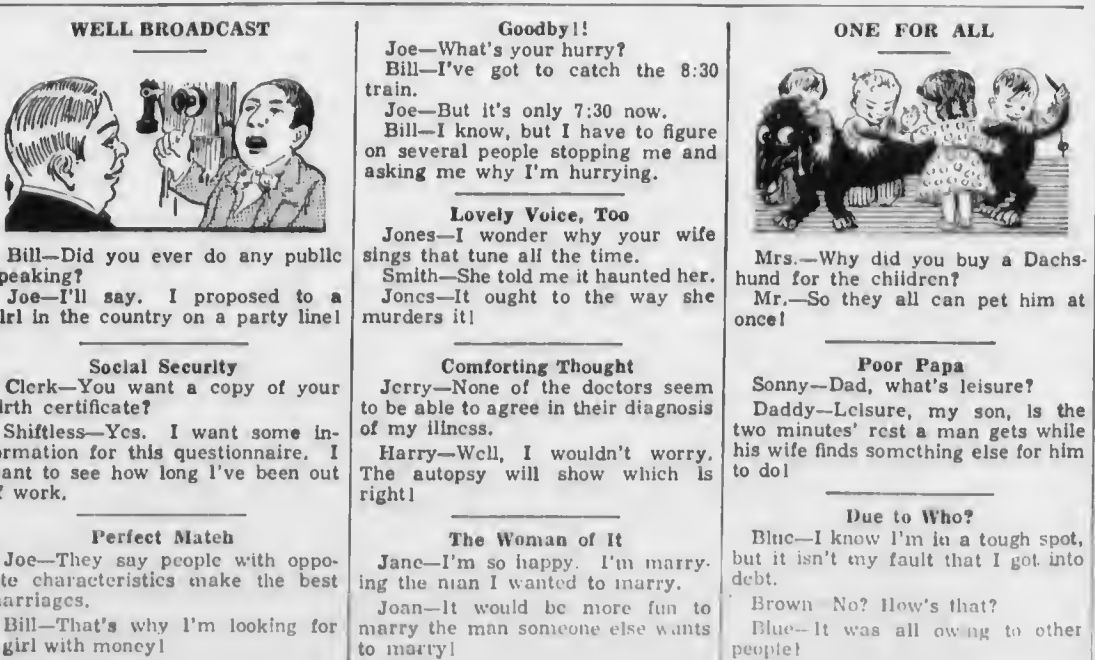 WELL BROADCAST
Bill—Did you ever do any public
peaking?
Joe—I'll say. I proposed to a
irl in the country on a party line!
Social Security
Clerk—You want a copy of your
irth certificate?
Shiftless—Yes. I want some in-
ormation for this questionnaire. I
ant to see how long I've been out
f work.
Perfect Match
Joe—They say people with oppo-
te characteristics make the best
arriages.
Bill—That's why I'm looking for
girl with money!
Goodby!!
Joe—What's your hurry?
Bill—I've got to catch the 8:30
train.
Joe—But it's only 7:30 now.
Bill—I know, but I have to figure
on several people stopping me and
asking me why I'm hurrying.
Lovely Voice, Too
Jones—I wonder why your wife
sings that tune all the time.
Smith—She told me it haunted her.
Jones—It ought to the way she
murders it!
Comforting Thought
Jerry—None of the doctors seem
to be able to agree in their diagnosis
of my illness.
Harry—Well, I wouldn't worry.
The autopsy will show which is
right!
The Woman of It
Jane—I'm so happy. I'm marry-
ing the man I wanted to marry.
Joan—It would be more fun to
marry the man someone else wants
to marry!
ONE FOR ALL
Mrs.—Why did you buy a Dachs-
hund for the children?
Mr.—So they all can pet him at
once!
Poor Papa
Sonny—Dad, what's leisure?
Daddy—Leisure, my son, is the
two minutes' rest a man gets while
his wife finds something else for him
to do!
Due to Who?
Blue—I know I'm in a tough spot,
but it isn't my fault that I got into
debt.
Brown—No? How's that?
Blue—It was all owing to other
people!